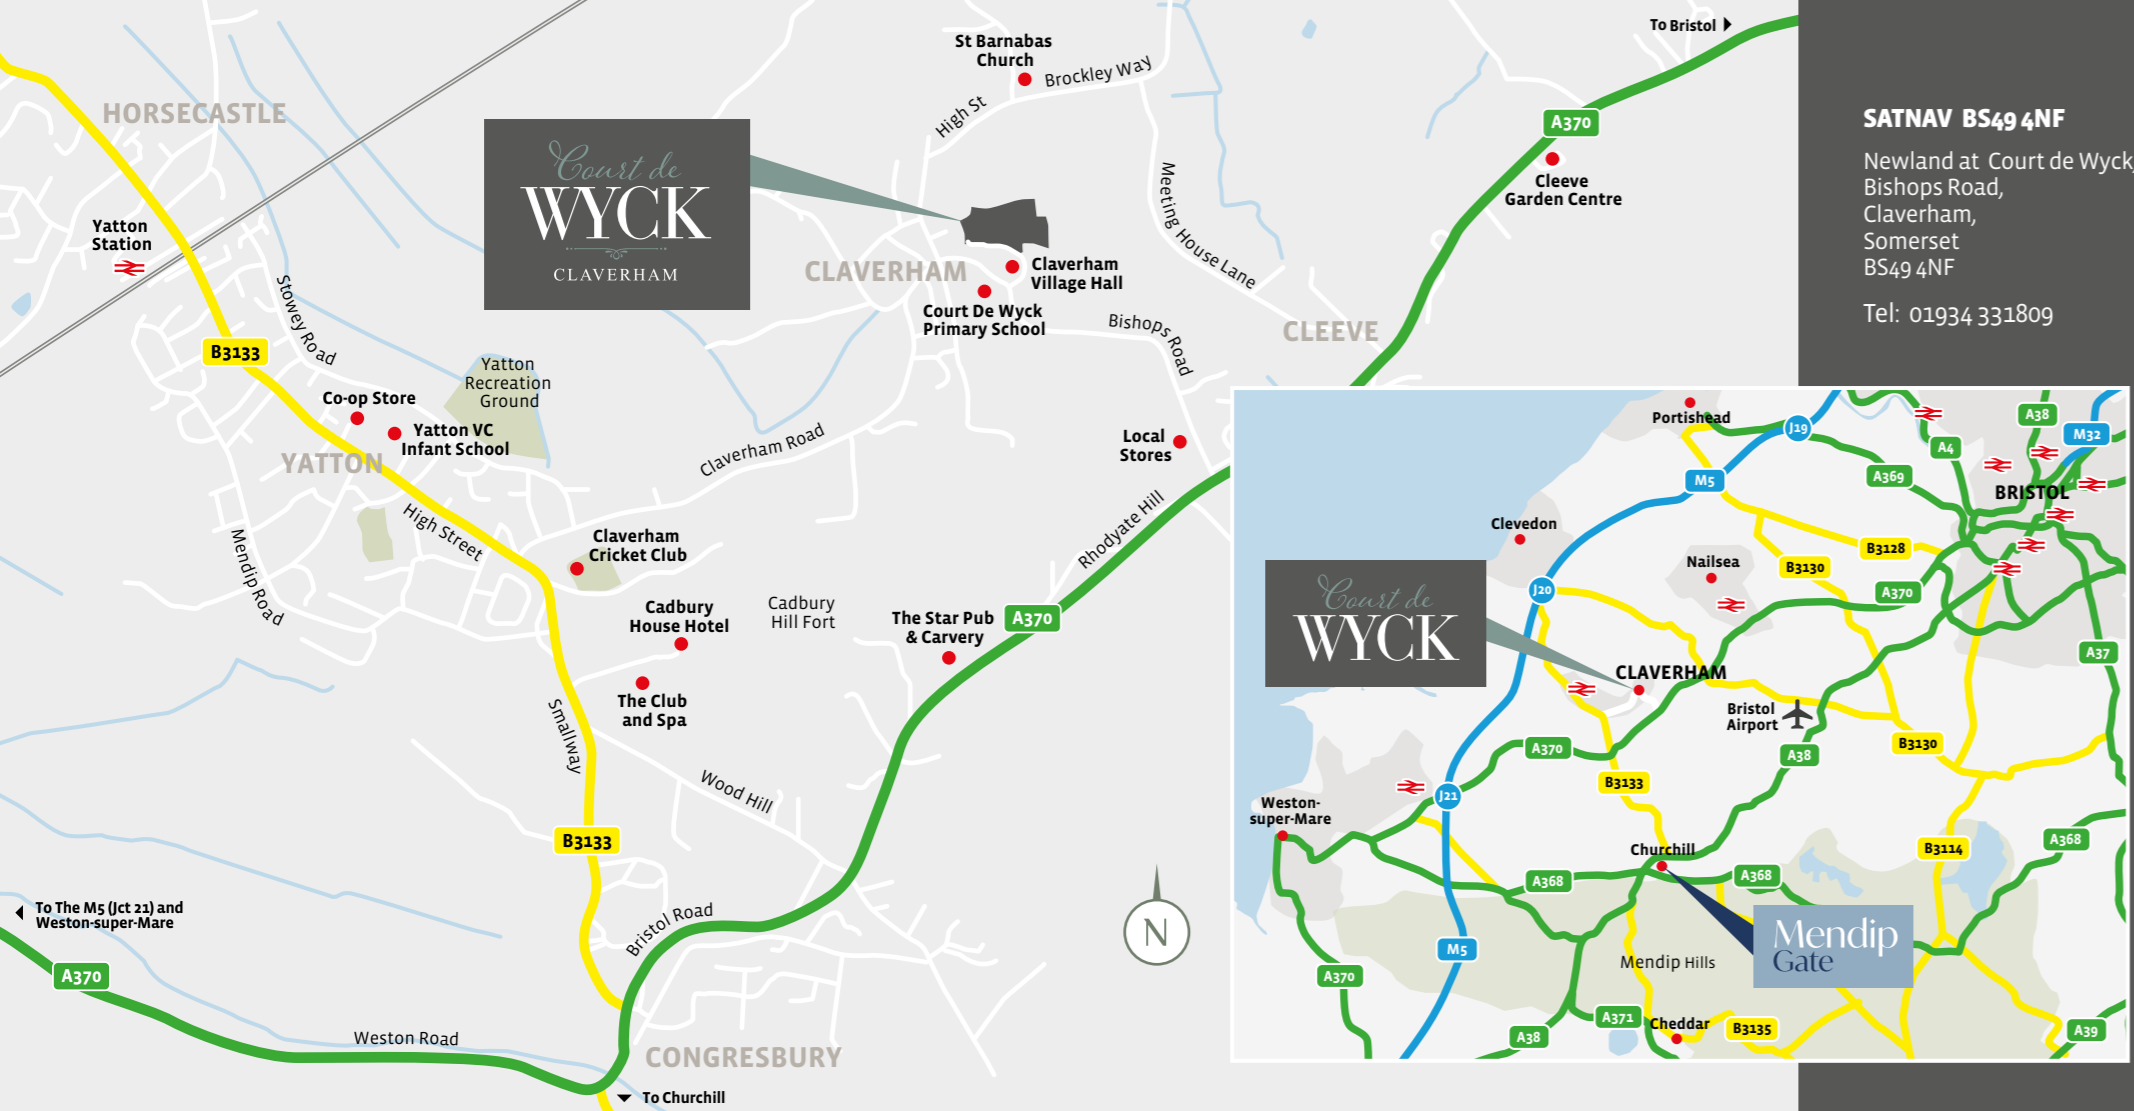 To Bristol
St Barnabas
Church
Brockley Way
High St
HORSECASTLE
A370
SATNAV BS49 4NF
Newland at Court de Wyck,
Bishops Road,
Claverham,
Somerset
BS49 4NF
Tel: 01934 331809
Court de
WYCK
CLAVERHAM
Cleeve
Garden Centre
Meeting House Lane
Yatton
Station
CLAVERHAM
Claverham
Village Hall
Court De Wyck
Primary School
Bishops Road
CLEEVE
Stowey Road
B3133
Yatton
Recreation
Ground
Co-op Store
Yatton VC
Infant School
YATTON
Claverham Road
Local
Stores
High Street
Mendip Road
Claverham
Cricket Club
Rhodyate Hill
Cadbury
House Hotel
Cadbury
Hill Fort
The Star Pub
& Carvery
A370
The Club
and Spa
Smallway
Wood Hill
B3133
To The M5 (Jct 21) and
Weston-super-Mare
Bristol Road
N
A370
Weston Road
CONGRESBURY
To Churchill
Portishead
J19
A38
M32
A4
M5
A369
BRISTOL
Clevedon
B3128
Nailsea
B3130
J20
A370
Court de
WYCK
A37
CLAVERHAM
Bristol
Airport
A370
B3130
A38
B3133
J21
Weston-
super-Mare
A368
Churchill
B3114
A368
A368
Mendip
Gate
M5
Mendip Hills
A370
A371
Cheddar
B3135
A38
A39